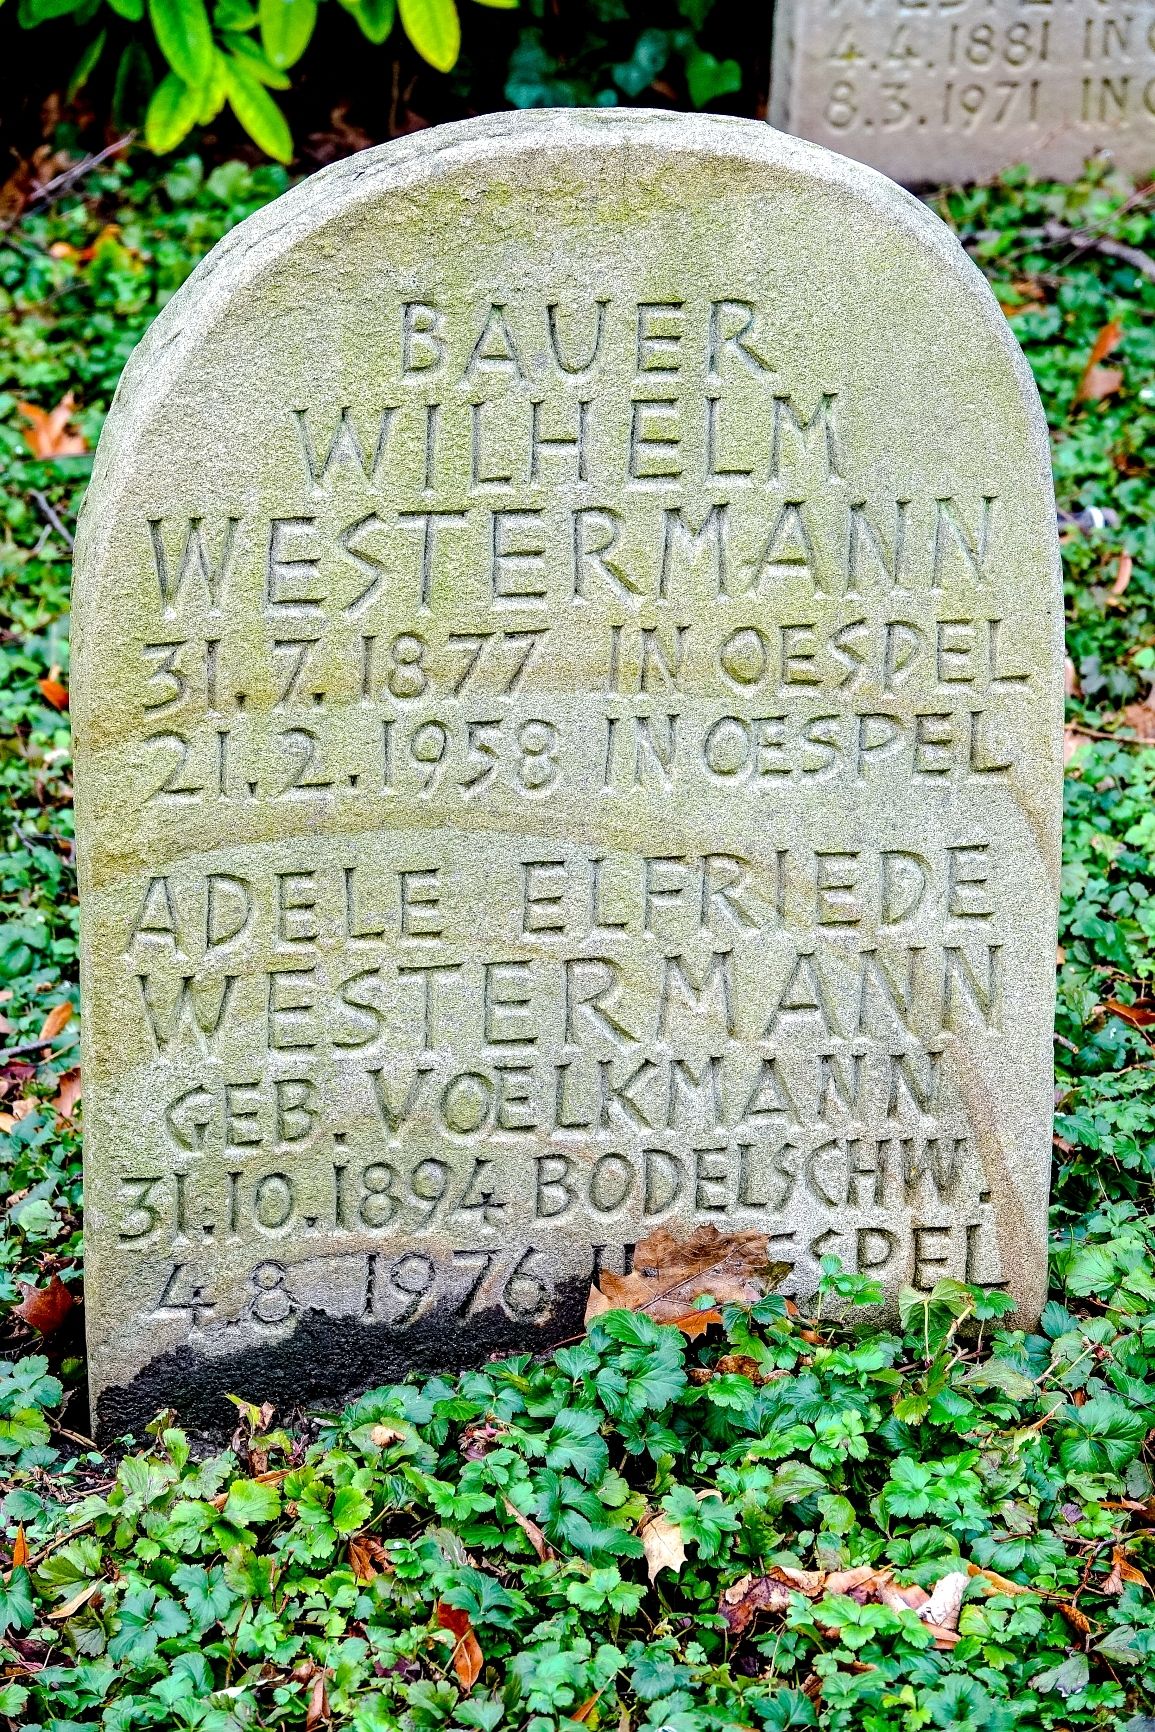 4.4.1881 IN
8.3.1971 IN
BAUER
WILHELM
WESTERMANN
31.7.1877 IN OESPEL
21.2.1958 IN OESPEL
ADELE ELFRIEDE
WESTERMANN
GEB. VOELKMANN
31.10.1894 BODELSCHW.
4.8 1976